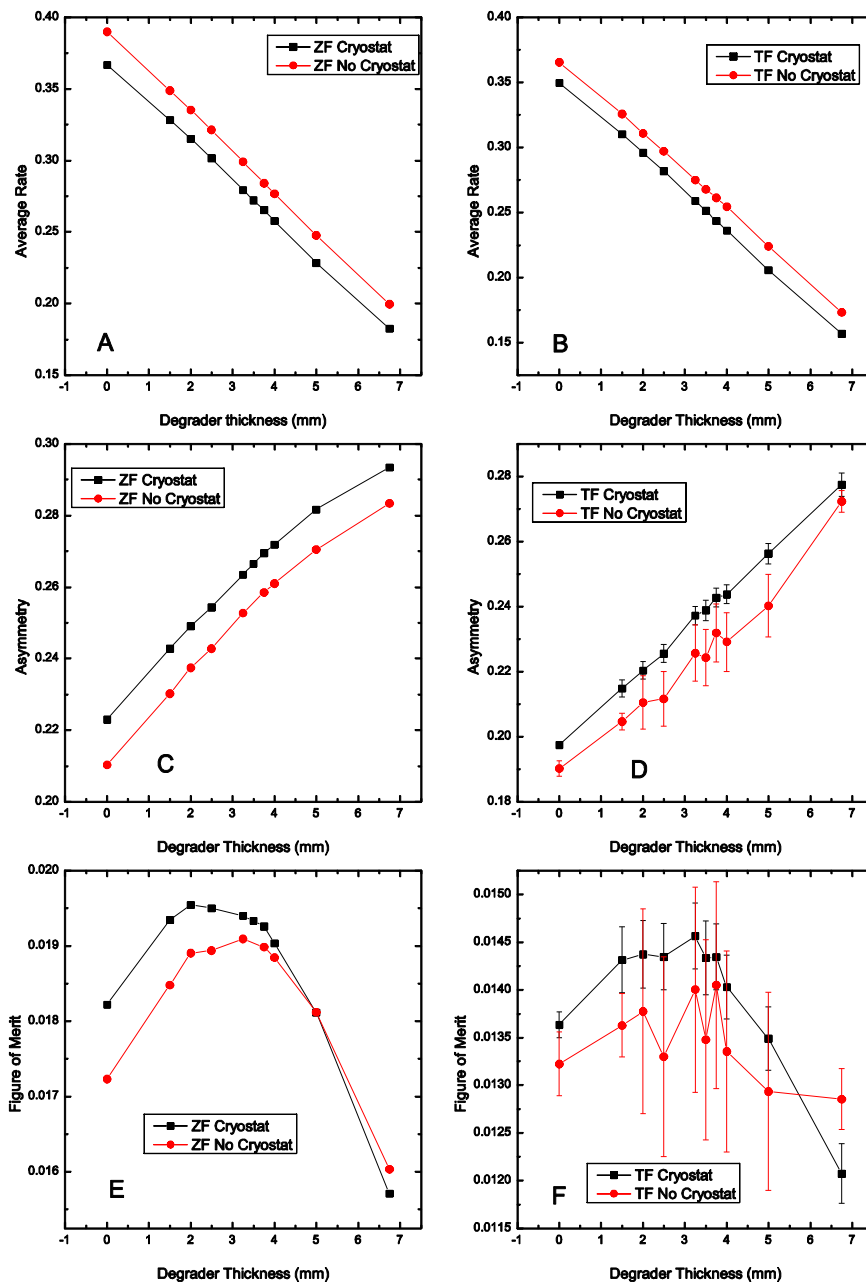 0.40
0.35
0.30
0.25
0.20
0.15
-1 0 1 2 3 4 5 6 7
Average Rate
Degrader thickness (mm)
ZF Cryostat
ZF No Cryostat
A
0.40
0.35
0.30
0.25
0.20
0.15
-1 0 1 2 3 4 5 6 7
Average Rate
Degrader Thickness (mm)
TF Cryostat
TF No Cryostat
B
0.30
0.28
0.26
0.24
0.22
0.20
-1 0 1 2 3 4 5 6 7
Asymmetry
Degrader Thickness (mm)
ZF Cryostat
ZF No Cryostat
C
0.28
0.26
0.24
0.22
0.20
0.18
-1 0 1 2 3 4 5 6 7
Asymmetry
Degrader Thickness (mm)
TF Cryostat
TF No Cryostat
D
0.020
0.019
0.018
0.017
0.016
-1 0 1 2 3 4 5 6 7
Figure of Merit
Degrader Thickness (mm)
ZF Cryostat
ZF No Cryostat
E
0.0150
0.0145
0.0140
0.0135
0.0130
0.0125
0.0120
0.0115
-1 0 1 2 3 4 5 6 7
Figure of Merit
Degrader Thickness (mm)
TF Cryostat
TF No Cryostat
F